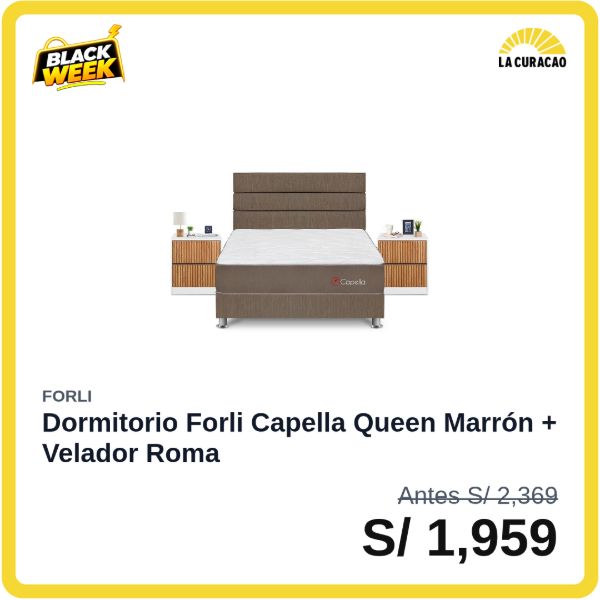 BLACK
WEEK
LA CURACAO
Capella
FORLI
Dormitorio Forli Capella Queen Marrón +
Velador Roma
Antes S/ 2,369
S/ 1,959